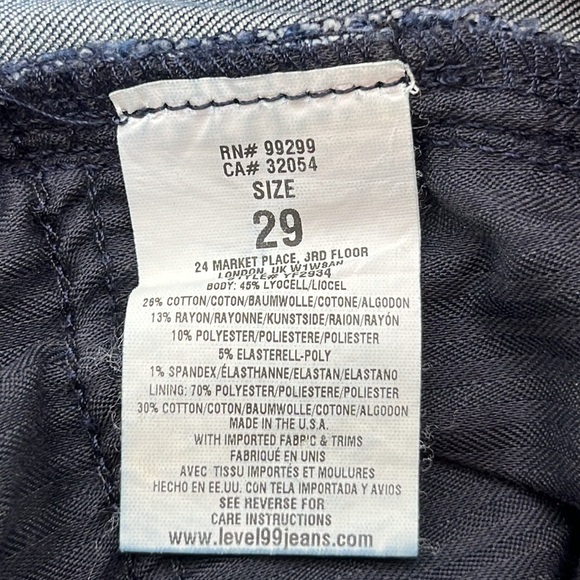 RN# 99299
CA# 32054
SIZE
29
24 MARKET PLACE, 3RD FLOOR
LONDON, UK W1W8AN
STYLE# YF2934
BODY: 45% LYOCELL/LIOCEL
26% COTTON/COTON/BAUMWOLLE/COTONE/ALGODON
13% RAYON/RAYONNE/KUNSTSIDE/RAION/RAYÓN
10% POLYESTER/POLIESTERE/POLIESTER
5% ELASTERELL-POLY
1% SPANDEX/ÉLASTHANNE/ELASTAN/ELASTANO
LINING: 70% POLYESTER/POLIESTERE/POLIESTER
30% COTTON/COTON/BAUMWOLLE/COTONE/ALGODON
MADE IN THE U.S.A.
WITH IMPORTED FABRIC & TRIMS
FABRIQUÉ EN UNIS
AVEC TISSU IMPORTÉS ET MOULURES
HECHO EN EE.UU. CON TELA IMPORTADA Y AVIOS
SEE REVERSE FOR
CARE INSTRUCTIONS
www.level99jeans.com